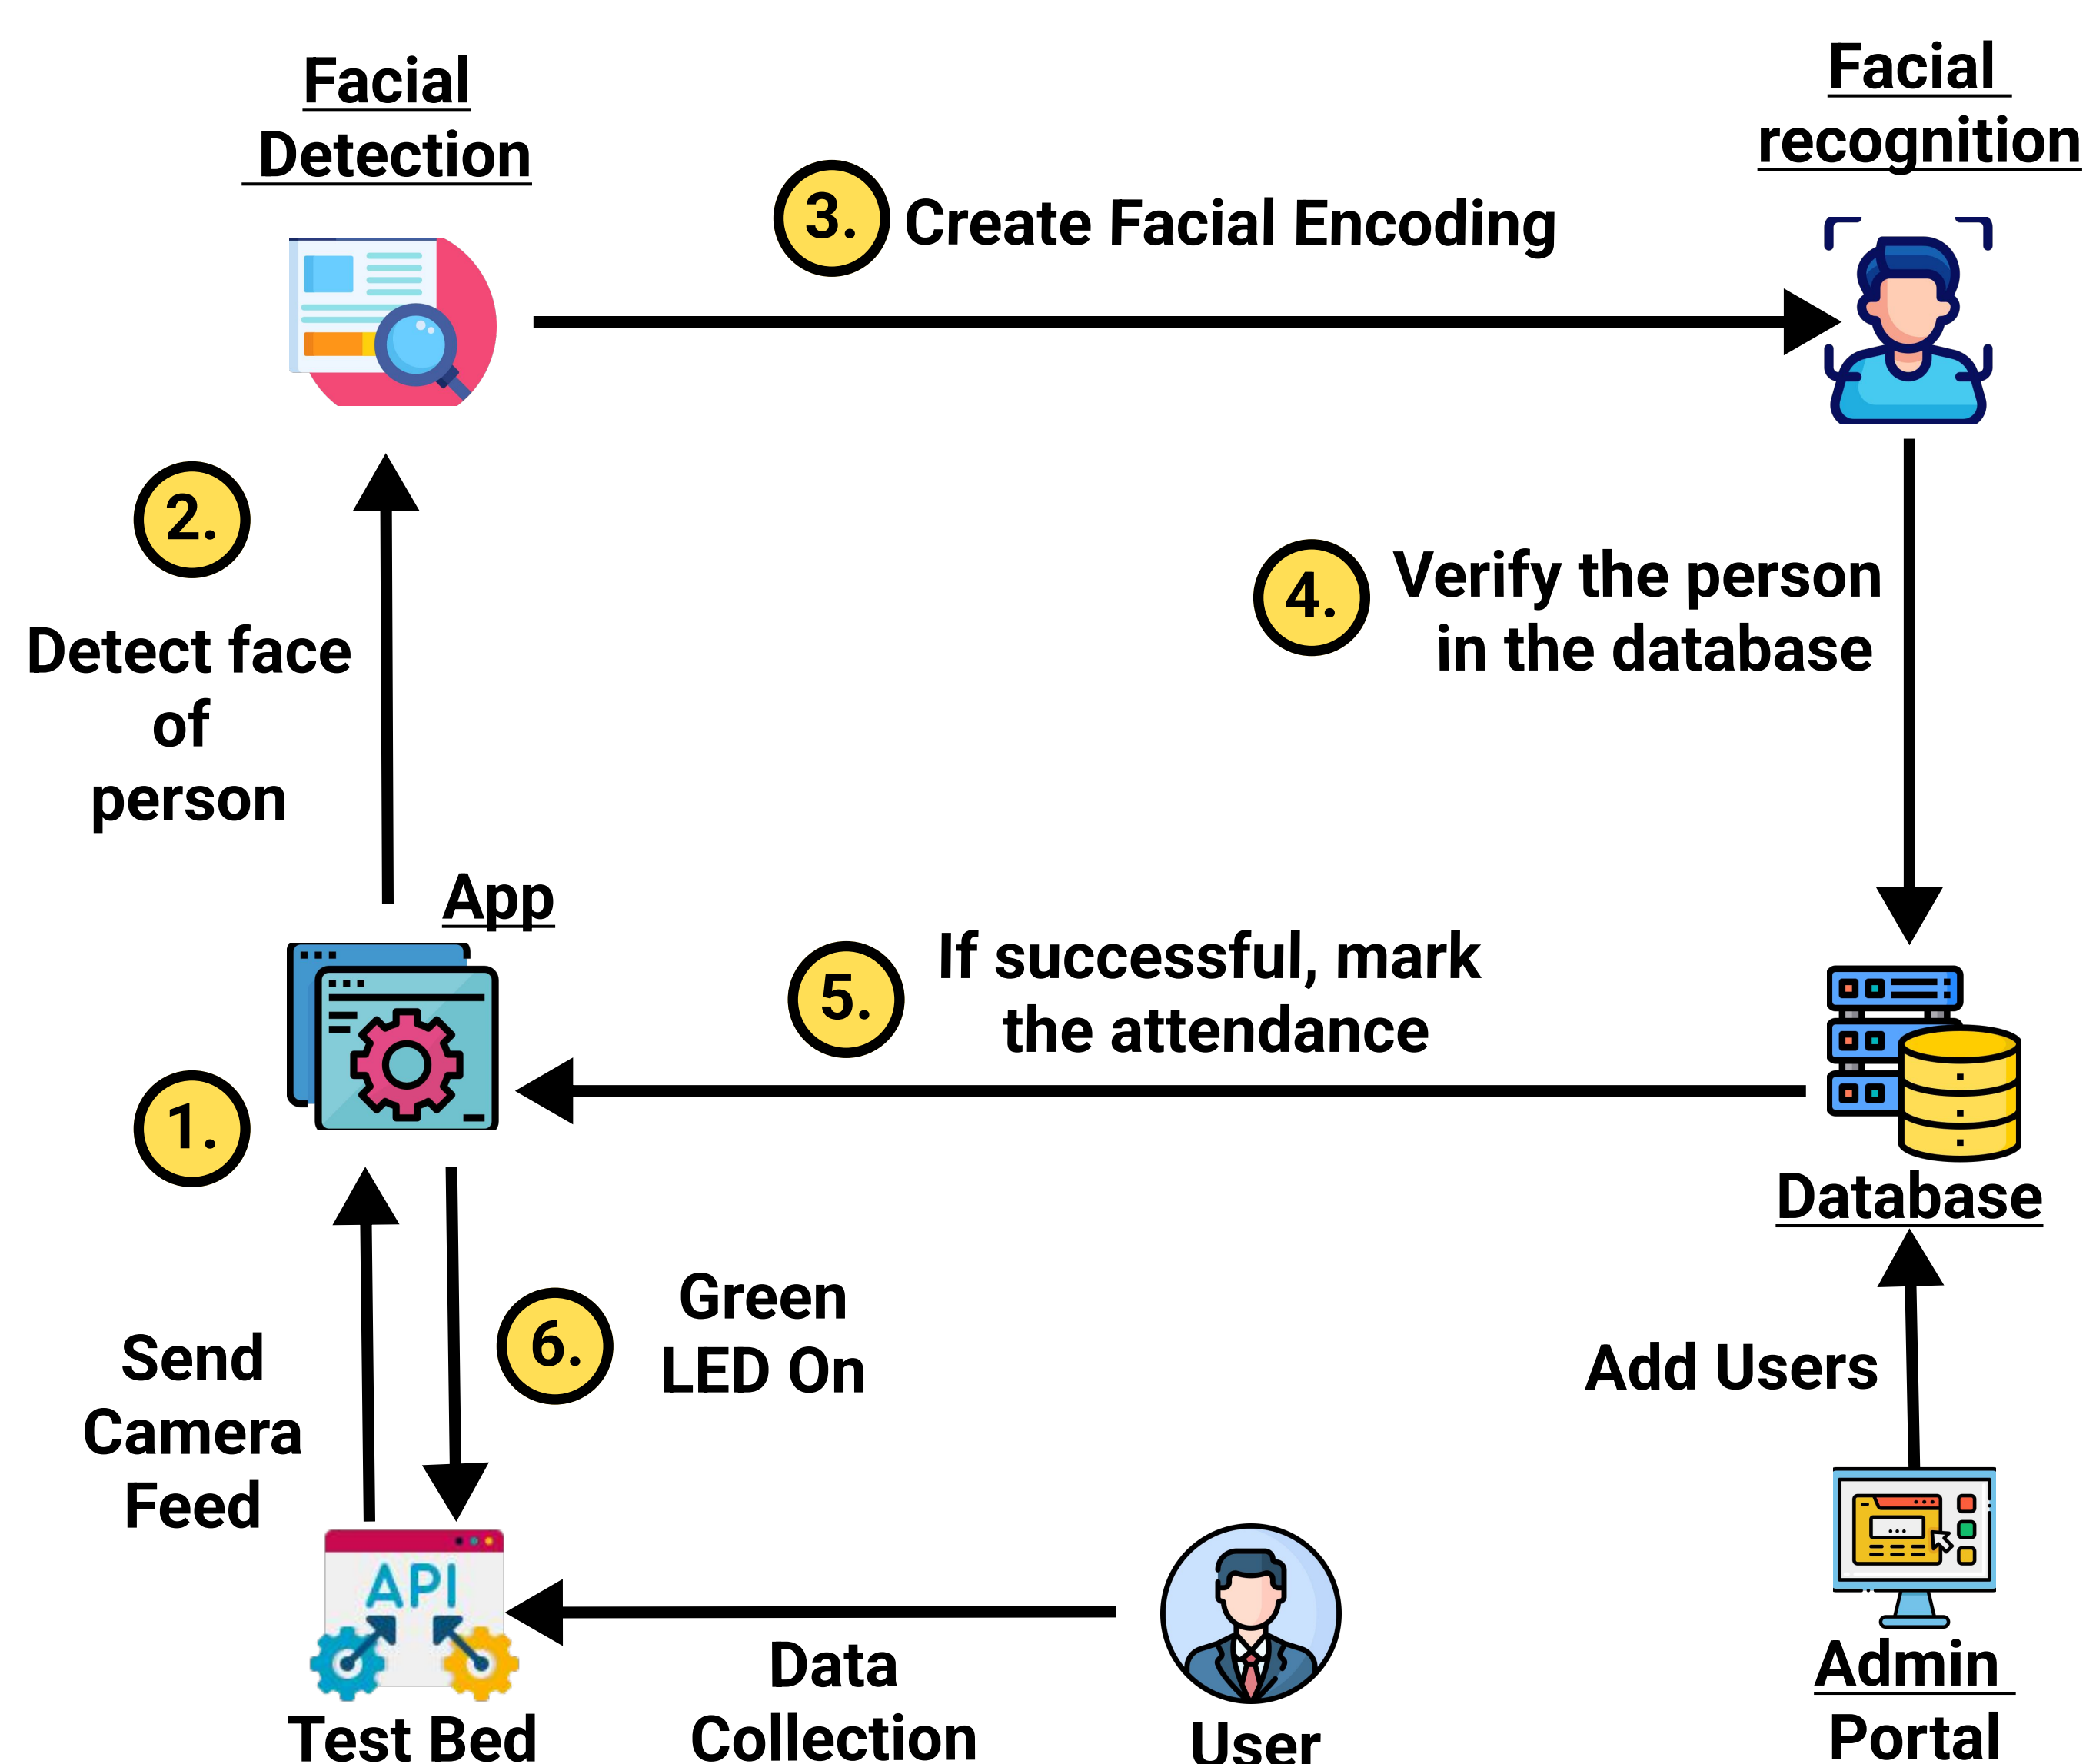 Facial
Detection
3.
Create Facial Encoding
Facial
recognition
2.
Detect face
of
person
4.
Verify the person
in the database
App
5.
If successful, mark
the attendance
1.
Database
Send
Camera
Feed
6.
Green
LED On
Add Users
API
Test Bed
Data
Collection
User
Admin
Portal